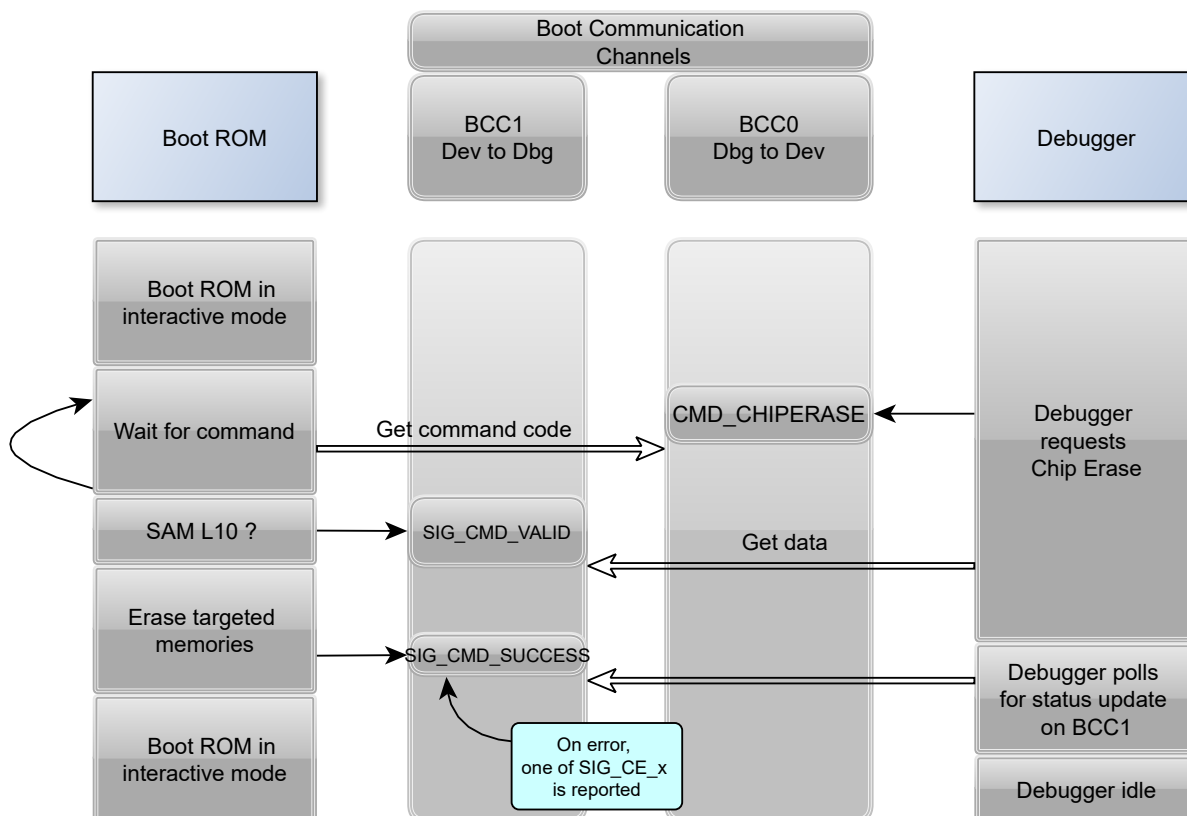 Boot Communication
Channels
Boot ROM
BCC1
Dev to Dbg
BCC0
Dbg to Dev
Debugger
Boot ROM in
interactive mode
Wait for command
Get command code
CMD_CHIPERASE
Debugger
requests
Chip Erase
SAM L10 ?
SIG_CMD_VALID
Get data
Erase targeted
memories
SIG_CMD_SUCCESS
Debugger polls
for status update
on BCC1
Boot ROM in
interactive mode
On error,
one of SIG_CE_x
is reported
Debugger idle